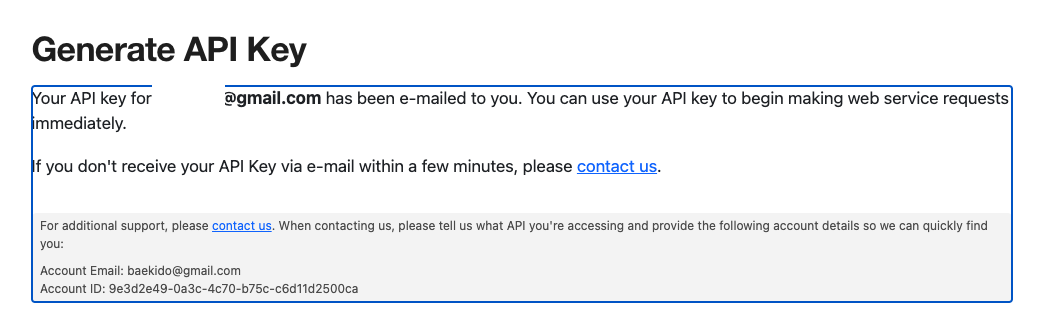 Generate API Key
Your API key for @gmail.com has been e-mailed to you. You can use your API key to begin making web service requests
immediately.
If you don't receive your API Key via e-mail within a few minutes, please contact us.
For additional support, please contact us. When contacting us, please tell us what API you're accessing and provide the following account details so we can quickly find
you:
Account Email: baekido@gmail.com
Account ID: 9e3d2e49-0a3c-4c70-b75c-c6d11d2500ca